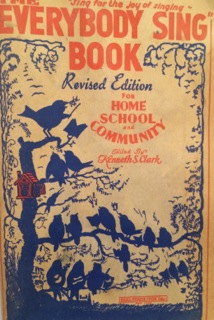 THE
"Sing for the joy of singing"
EVERYBODY SING
BOOK
Revised Edition
FOR
HOME
SCHOOL
and
COMMUNITY
Edited By
Kenneth S. Clark